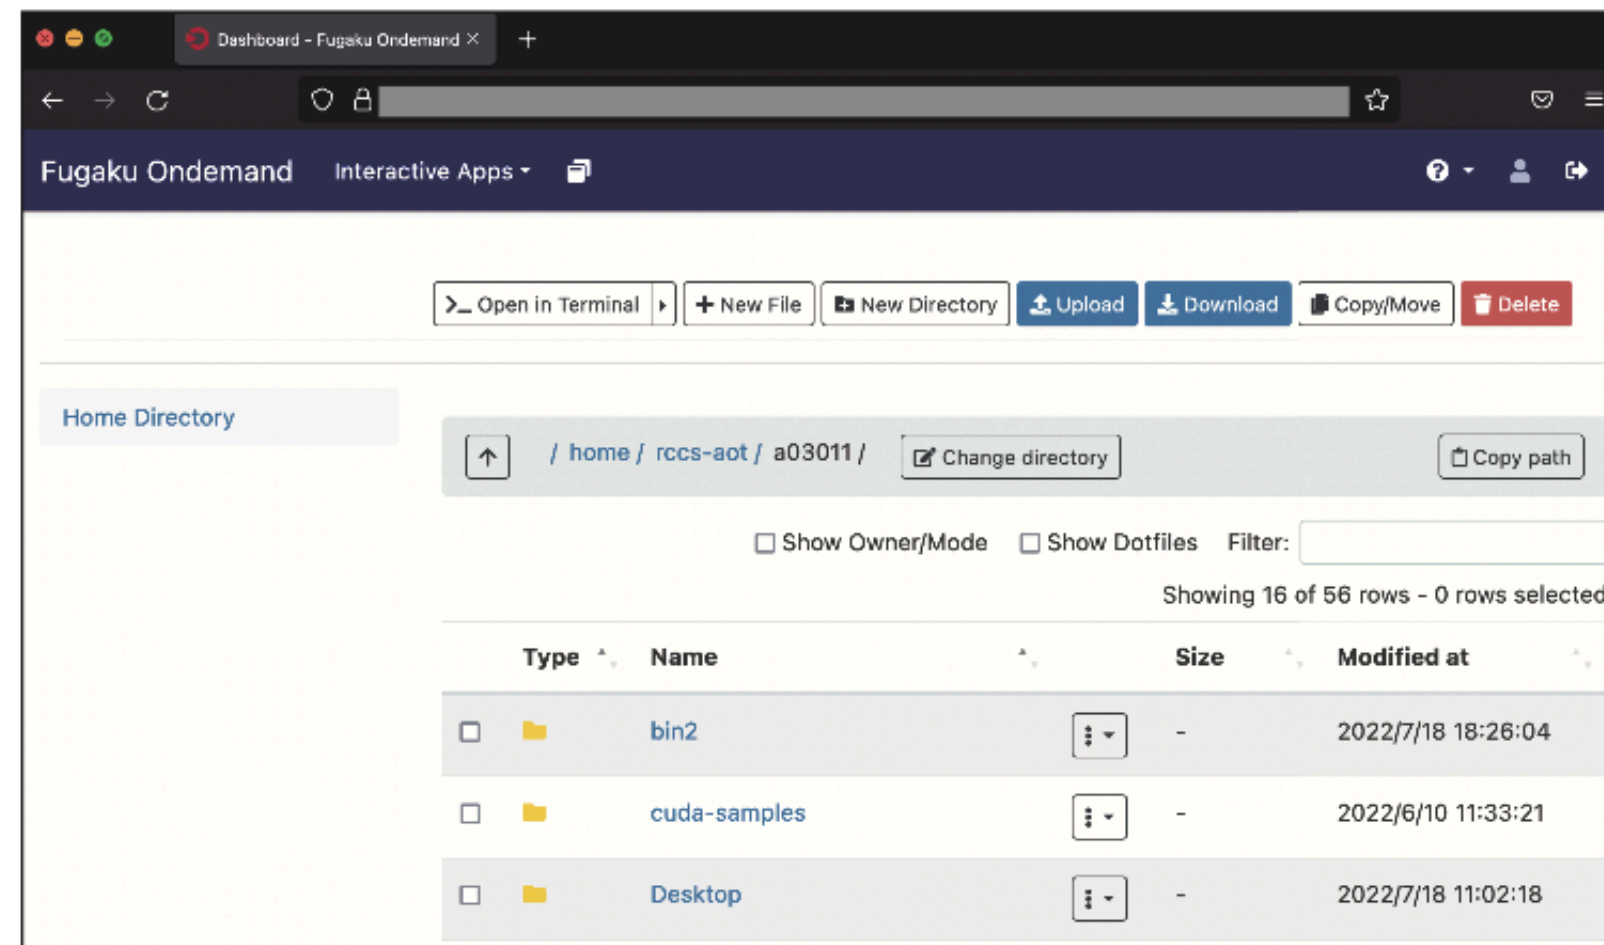 Dashboard - Fugaku Ondemand
Fugaku Ondemand Interactive Apps
Open in Terminal New File New Directory Upload Download Copy/Move Delete
Home Directory
/ home / rccs-aot / a03011 / Change directory Copy path
Show Owner/Mode Show Dotfiles Filter:
Showing 16 of 56 rows - 0 rows selected
Type Name Size Modified at
bin2 - 2022/7/18 18:26:04
cuda-samples - 2022/6/10 11:33:21
Desktop - 2022/7/18 11:02:18